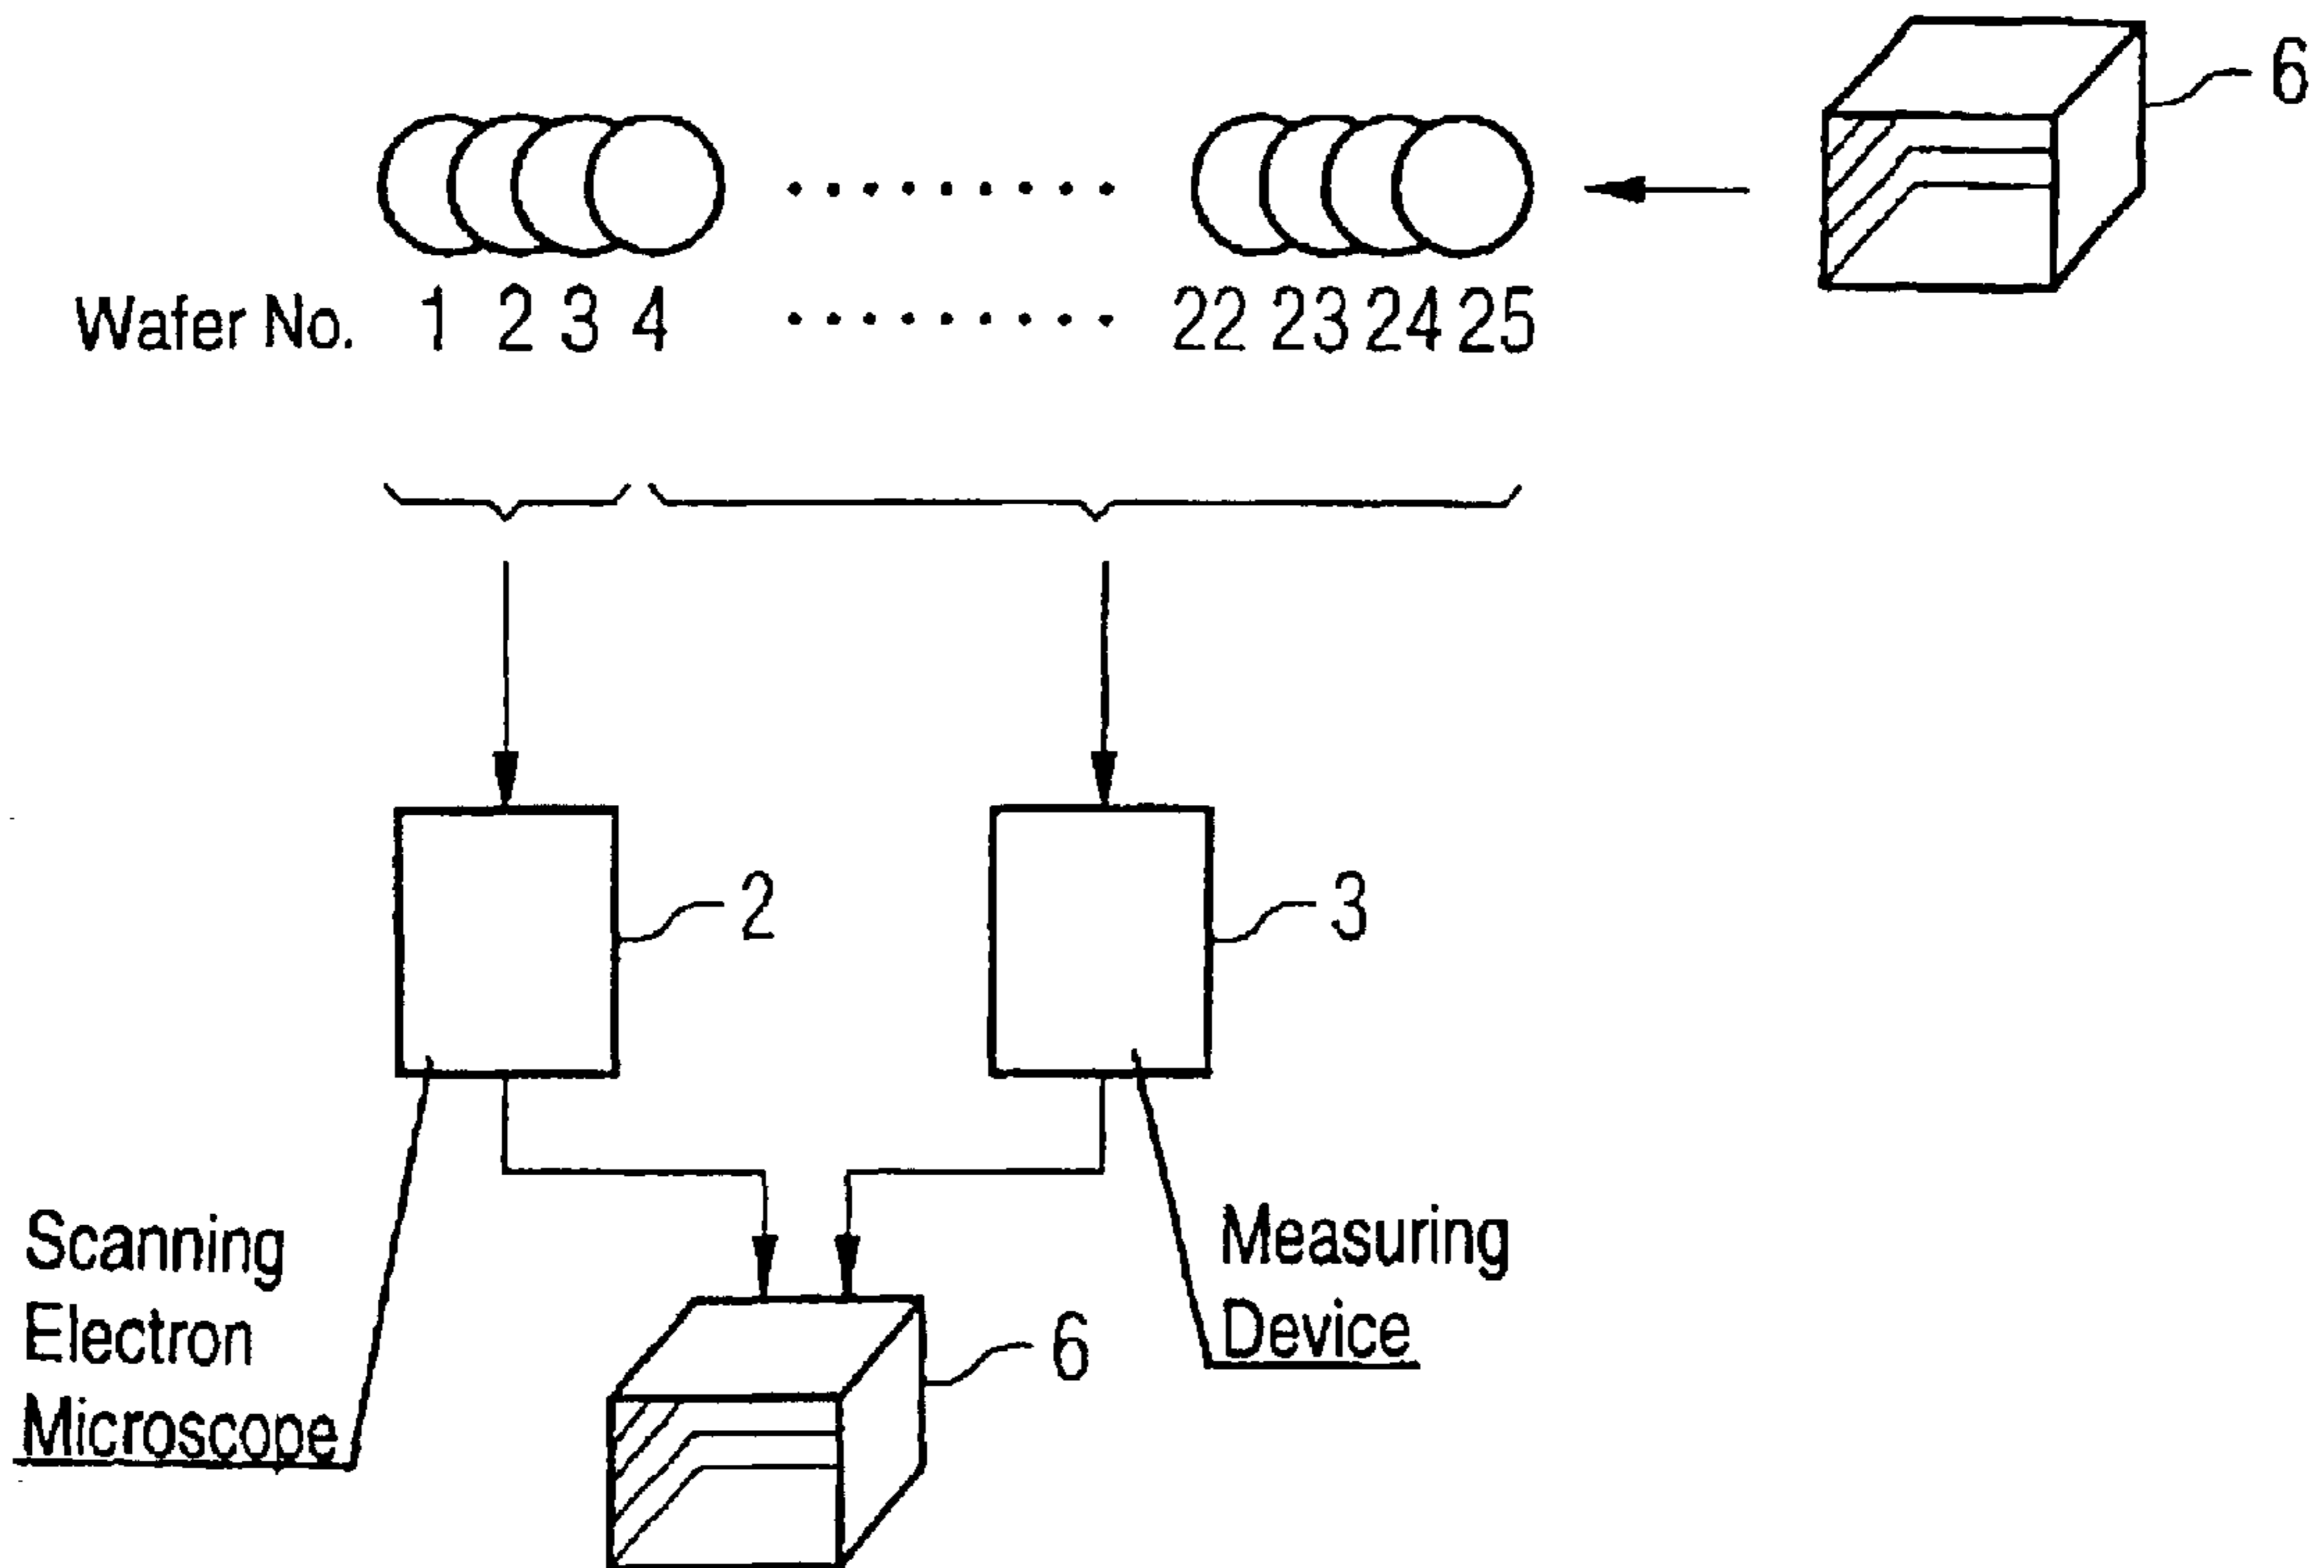 6
Wafer No. 1 2 3 4 ......... 22 23 24 25
2
3
Scanning
Electron
Microscope
Measuring
Device
6